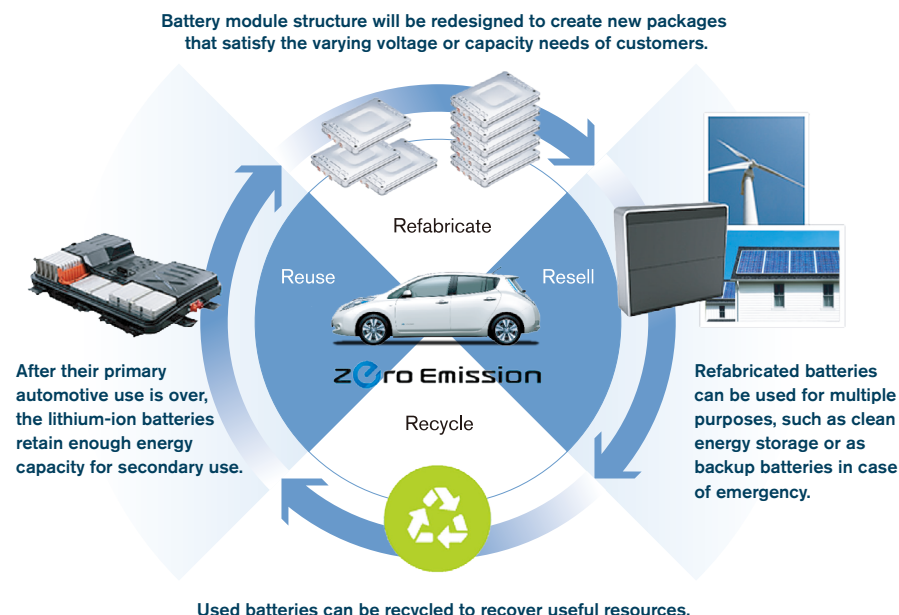 Battery module structure will be redesigned to create new packages
that satisfy the varying voltage or capacity needs of customers.
Refabricate
Reuse
Resell
zero Emission
After their primary
automotive use is over,
the lithium-ion batteries
retain enough energy
capacity for secondary use.
Refabricated batteries
can be used for multiple
purposes, such as clean
energy storage or as
backup batteries in case
of emergency.
Recycle
Used batteries can be recycled to recover useful resources.